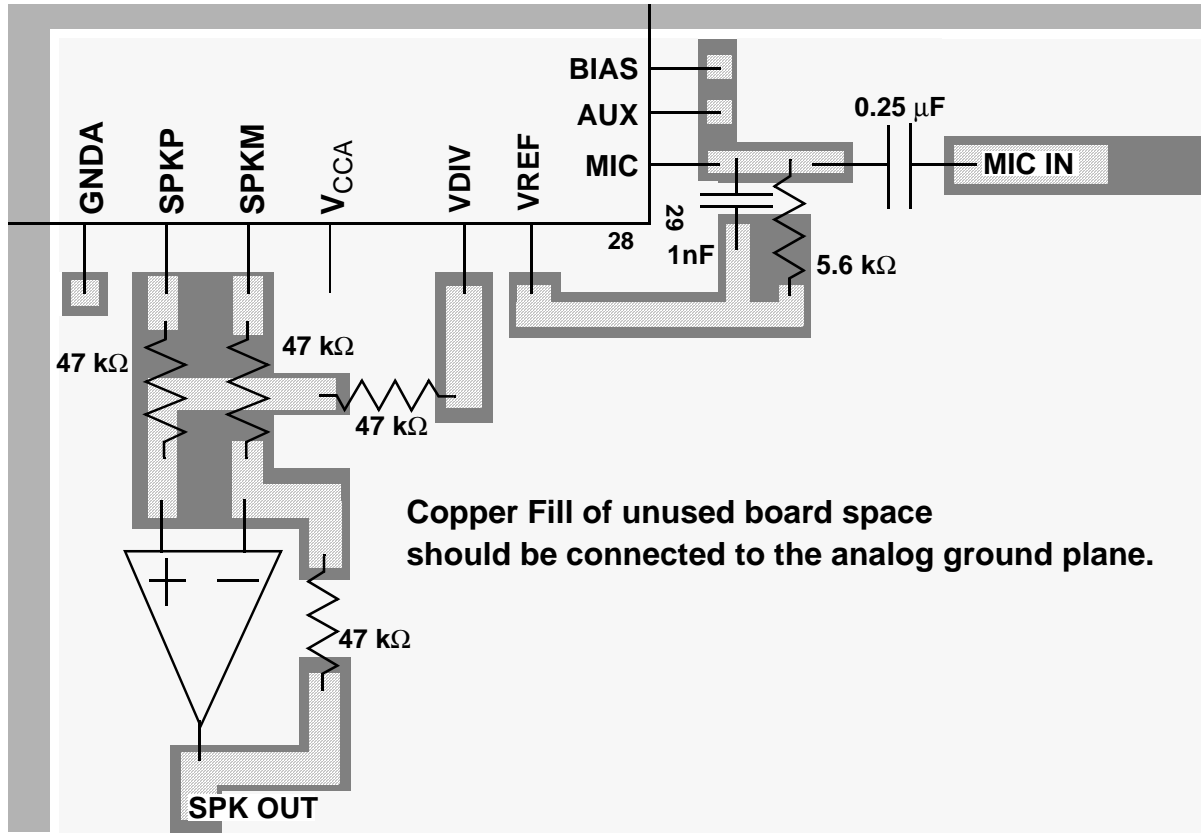 BIAS
AUX
MIC
0.25 μF
MIC IN
GNDA
SPKP
SPKM
VCCA
VDIV
VREF
28
29
1nF
5.6 kΩ
47 kΩ
47 kΩ
47 kΩ
Copper Fill of unused board space
should be connected to the analog ground plane.
+ −
47 kΩ
SPK OUT